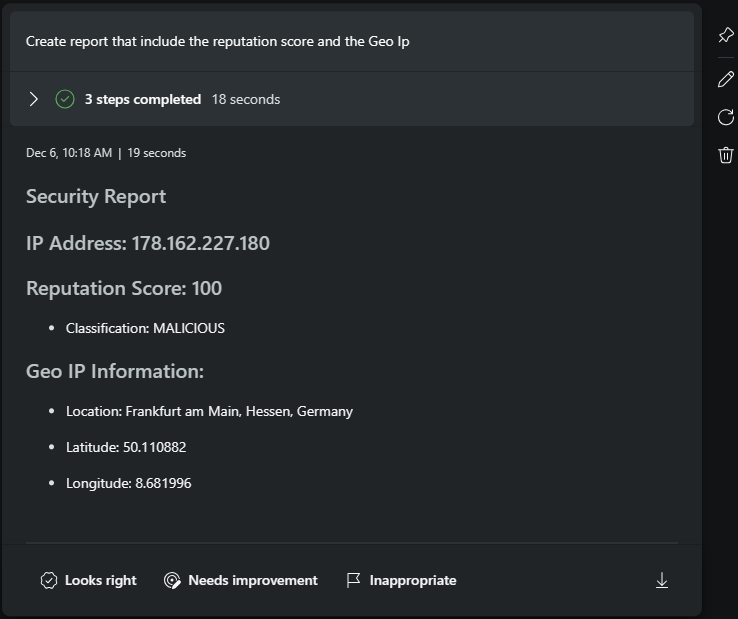 Create report that include the reputation score and the Geo Ip
3 steps completed 18 seconds
Dec 6, 10:18 AM | 19 seconds
Security Report
IP Address: 178.162.227.180
Reputation Score: 100
• Classification: MALICIOUS
Geo IP Information:
• Location: Frankfurt am Main, Hessen, Germany
• Latitude: 50.110882
• Longitude: 8.681996
Looks right Needs improvement Inappropriate